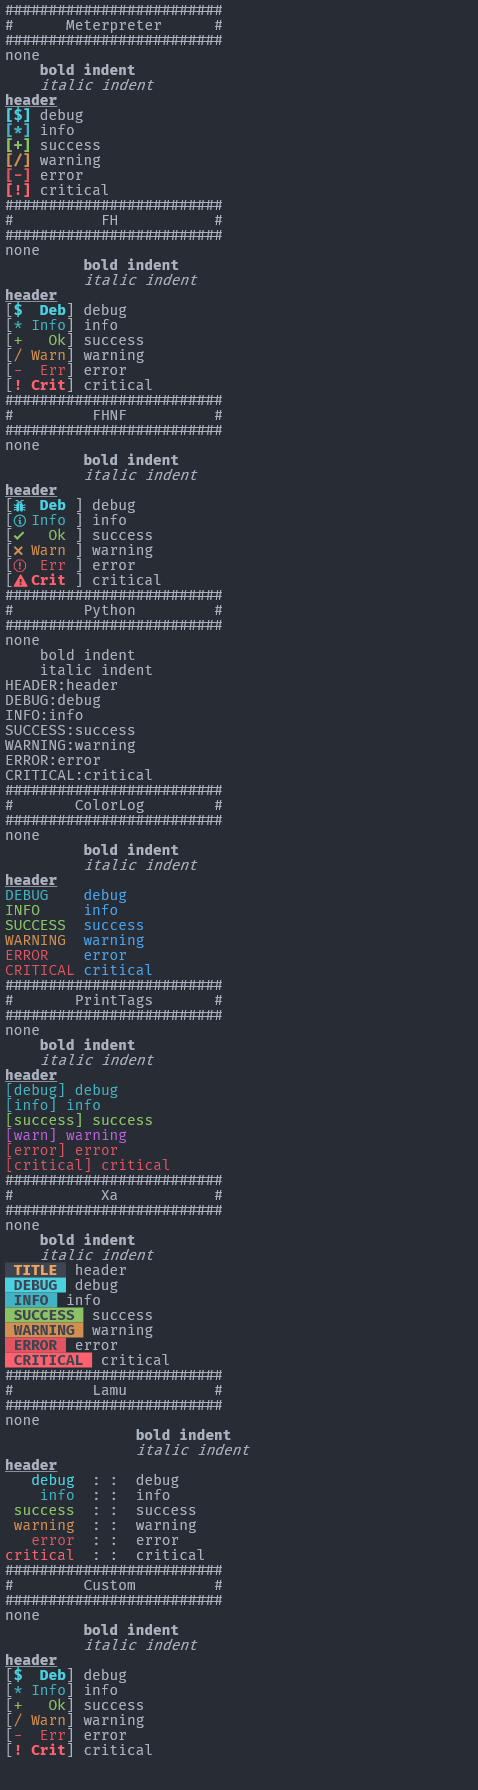 #########################
#      Meterpreter      #
#########################
none
    bold indent
    italic indent
header
[$] debug
[*] info
[+] success
[/] warning
[-] error
[!] critical
#########################
#          FH           #
#########################
none
         bold indent
         italic indent
header
[$  Deb] debug
[* Info] info
[+   Ok] success
[/ Warn] warning
[-  Err] error
[! Crit] critical
#########################
#         FHNF          #
#########################
none
         bold indent
         italic indent
header
[  Deb ] debug
[ Info ] info
[   Ok ] success
[ Warn ] warning
[  Err ] error
[ Crit ] critical
#########################
#        Python         #
#########################
none
    bold indent
    italic indent
HEADER:header
DEBUG:debug
INFO:info
SUCCESS:success
WARNING:warning
ERROR:error
CRITICAL:critical
#########################
#       ColorLog        #
#########################
none
         bold indent
         italic indent
header
DEBUG    debug
INFO     info
SUCCESS  success
WARNING  warning
ERROR    error
CRITICAL critical
#########################
#       PrintTags       #
#########################
none
    bold indent
    italic indent
header
[debug] debug
[info] info
[success] success
[warn] warning
[error] error
[critical] critical
#########################
#          Xa           #
#########################
none
    bold indent
    italic indent
 TITLE  header
 DEBUG  debug
 INFO  info
 SUCCESS  success
 WARNING  warning
 ERROR  error
 CRITICAL  critical
#########################
#         Lamu          #
#########################
none
               bold indent
               italic indent
header
   debug  : :  debug
    info  : :  info
 success  : :  success
 warning  : :  warning
   error  : :  error
critical  : :  critical
#########################
#        Custom         #
#########################
none
         bold indent
         italic indent
header
[$  Deb] debug
[* Info] info
[+   Ok] success
[/ Warn] warning
[-  Err] error
[! Crit] critical